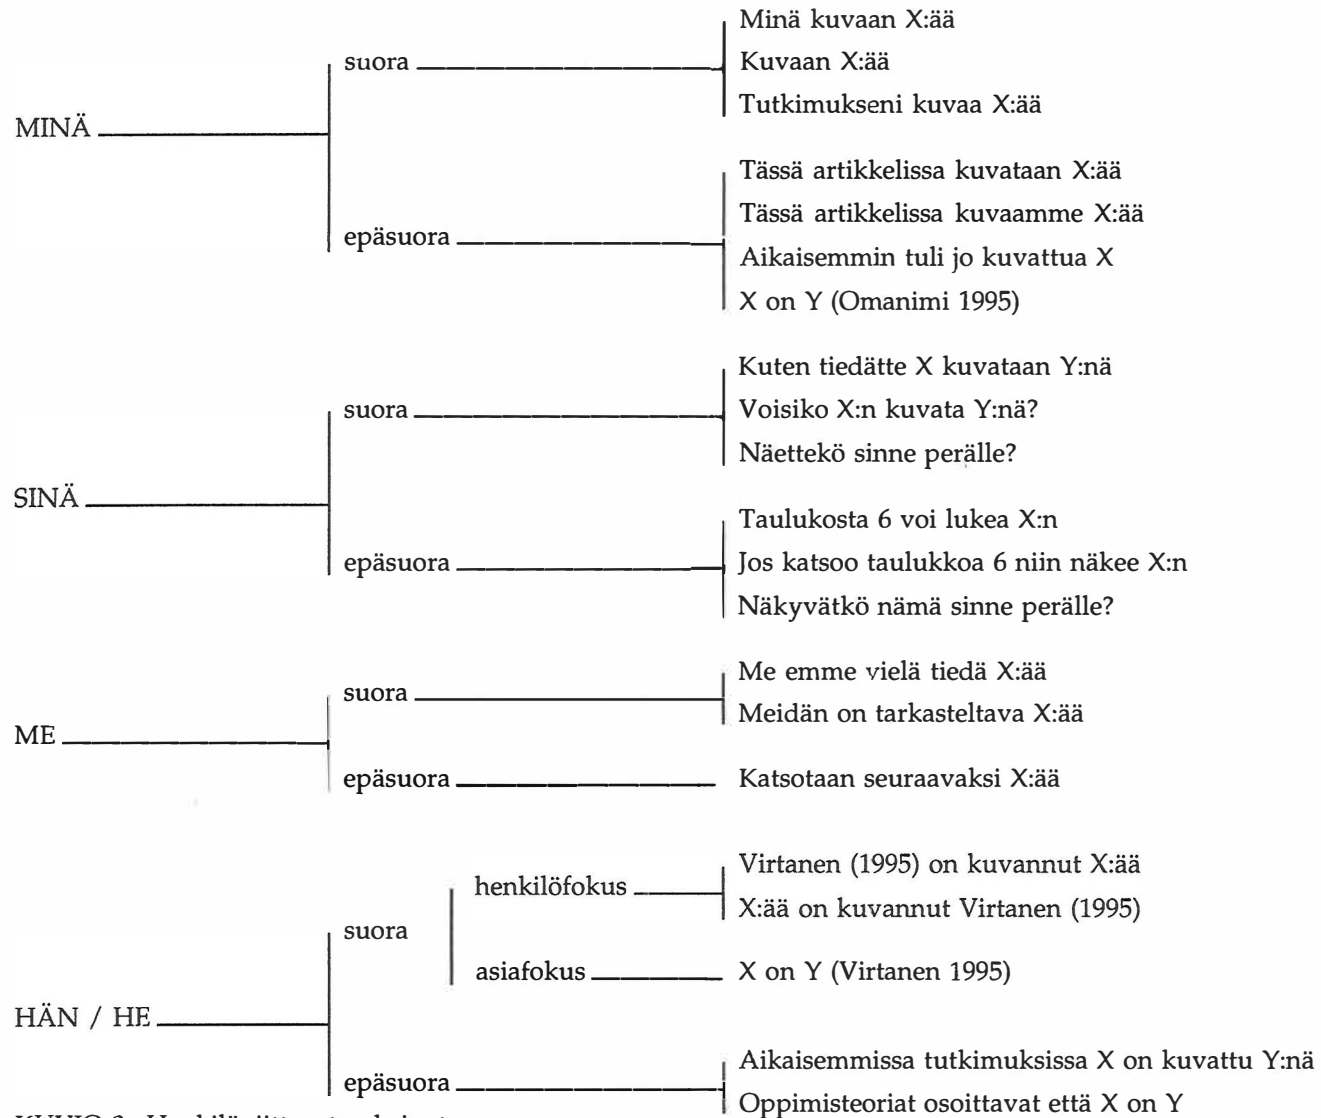 MINÄ
suora
Minä kuvaan X:ää
Kuvaan X:ää
Tutkimukseni kuvaa X:ää
epäsuora
Tässä artikkelissa kuvataan X:ää
Tässä artikkelissa kuvaamme X:ää
Aikaisemmin tuli jo kuvattua X
X on Y (Omanimi 1995)
SINÄ
suora
Kuten tiedätte X kuvataan Y:nä
Voisiko X:n kuvata Y:nä?
Näettekö sinne perälle?
epäsuora
Taulukosta 6 voi lukea X:n
Jos katsoo taulukkoa 6 niin näkee X:n
Näkyvätkö nämä sinne perälle?
ME
suora
Me emme vielä tiedä X:ää
Meidän on tarkasteltava X:ää
epäsuora
Katsotaan seuraavaksi X:ää
HÄN / HE
suora
henkilöfokus
Virtanen (1995) on kuvannut X:ää
X:ää on kuvannut Virtanen (1995)
asiafokus
X on Y (Virtanen 1995)
epäsuora
Aikaisemmissa tutkimuksissa X on kuvattu Y:nä
Oppimisteoriat osoittavat että X on Y